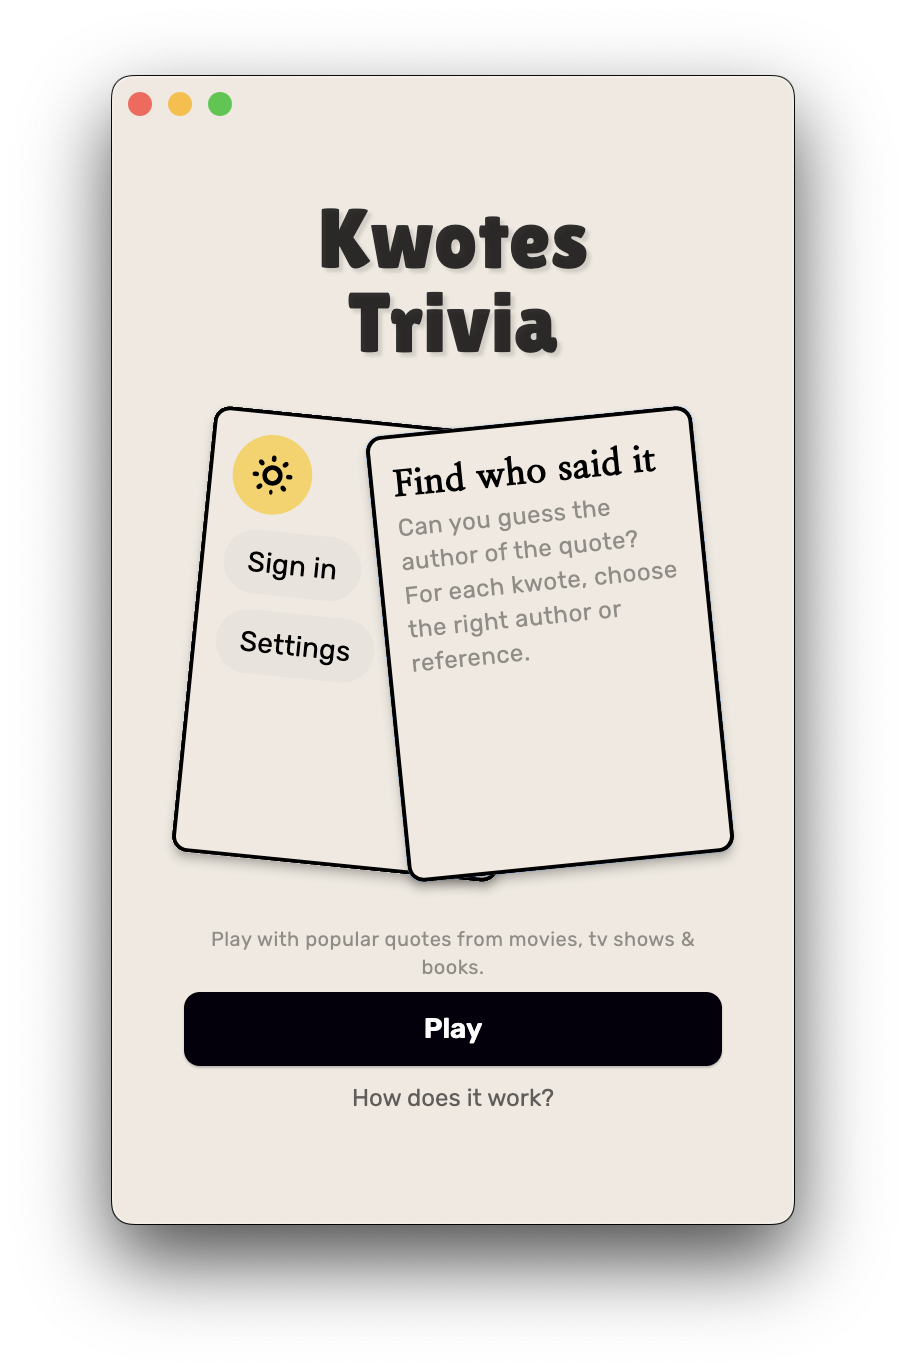 Kwotes
Trivia
Sign in
Settings
Find who said it
Can you guess the
author of the quote?
For each kwote, choose
the right author or
reference.
Play with popular quotes from movies, tv shows &
books.
Play
How does it work?